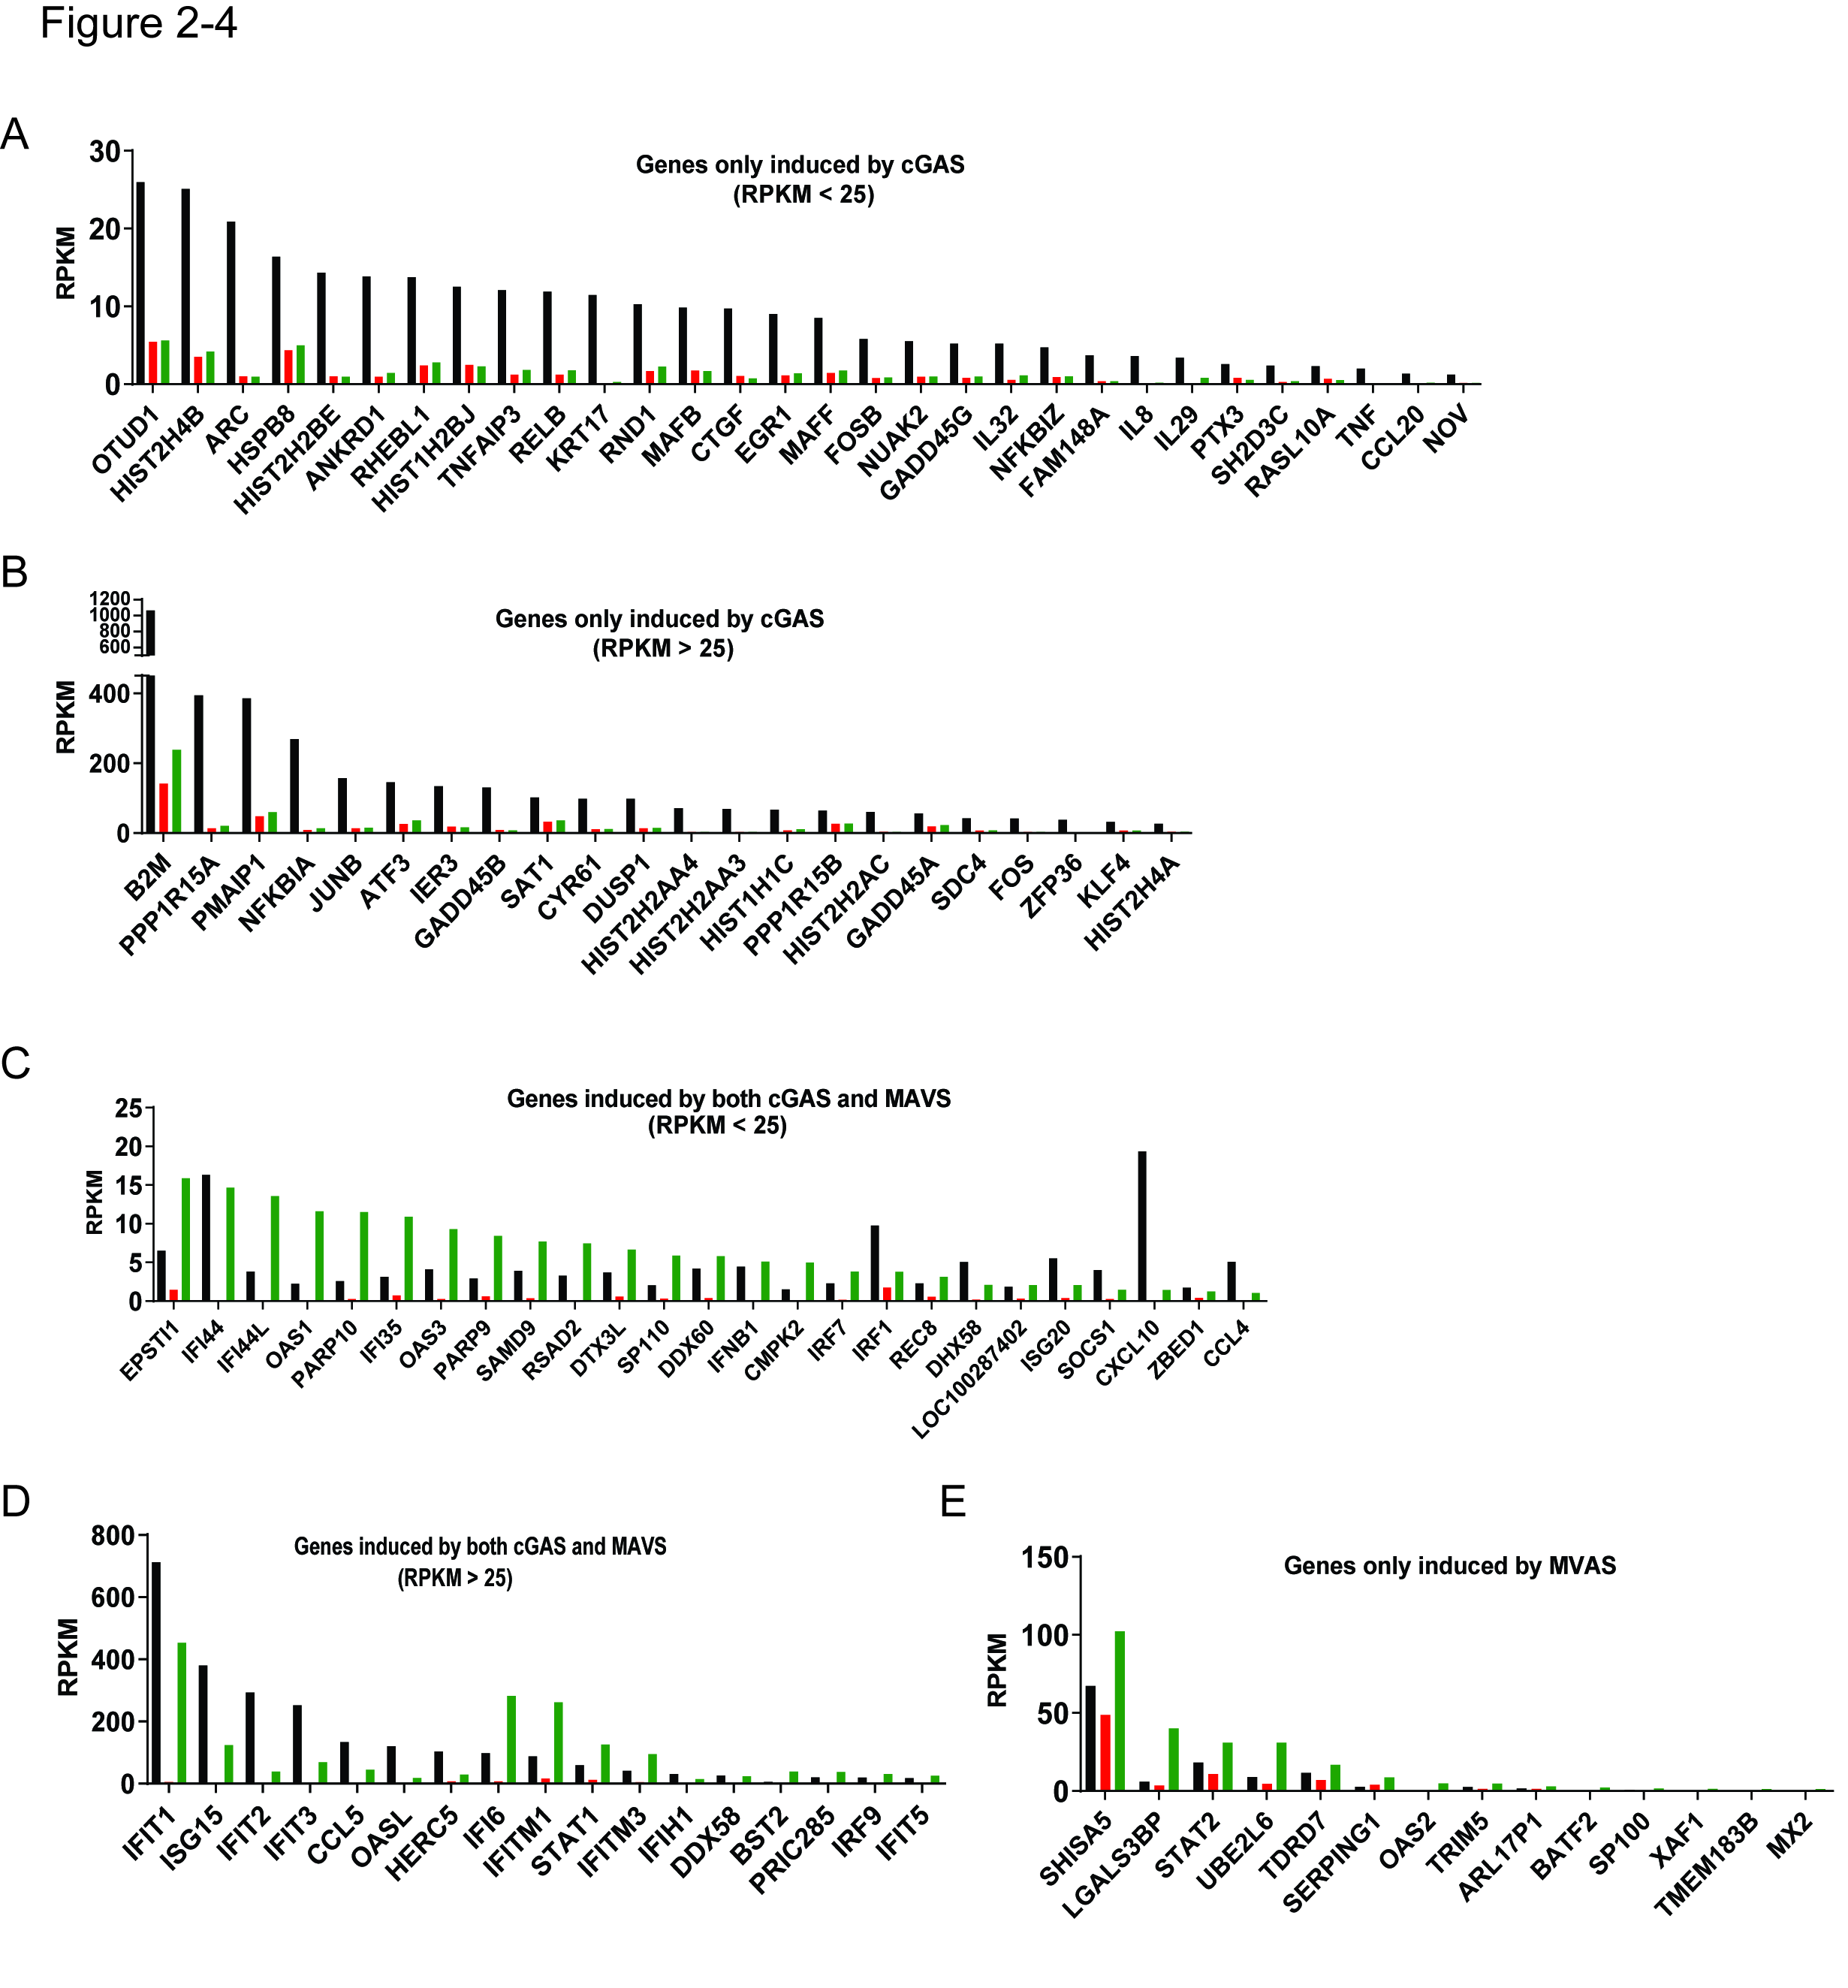 Figure 2-4
A
Genes only induced by cGAS
(RPKM < 25)
RPKM
30
20
10
0
OTUD1
HIST2H4B
ARC
HSPB8
HIST2H2BE
ANKRD1
RHEBL1
HIST1H2BJ
TNFAIP3
RELB
KRT17
RND1
MAFB
CTGF
EGR1
MAFF
FOSB
NUAK2
GADD45G
IL32
NFKBIZ
FAM148A
IL8
IL29
PTX3
SH2D3C
RASL10A
TNF
CCL20
NOV
B
Genes only induced by cGAS
(RPKM > 25)
RPKM
1200
1000
800
600
400
200
0
B2M
PPP1R15A
PMAIP1
NFKBIA
JUNB
ATF3
IER3
GADD45B
SAT1
CYR61
DUSP1
HIST2H2AA4
HIST2H2AA3
HIST1H1C
PPP1R15B
HIST2H2AC
GADD45A
SDC4
FOS
ZFP36
KLF4
HIST2H4A
C
Genes induced by both cGAS and MAVS
(RPKM < 25)
RPKM
25
20
15
10
5
0
EPSTI1
IFI44
IFI44L
OAS1
PARP10
IFI35
OAS3
PARP9
SAMD9
RSAD2
DTX3L
SP110
DDX60
IFNB1
CMPK2
IRF7
IRF1
REC8
DHX58
LOC100287402
ISG20
SOCS1
CXCL10
ZBED1
CCL4
D
Genes induced by both cGAS and MAVS
(RPKM > 25)
RPKM
800
600
400
200
0
IFIT1
ISG15
IFIT2
IFIT3
CCL5
OASL
HERC5
IFI6
IFITM1
STAT1
IFITM3
IFIH1
DDX58
BST2
PRIC285
IRF9
IFIT5
E
Genes only induced by MVAS
RPKM
150
100
50
0
SHISA5
LGALS3BP
STAT2
UBE2L6
TDRD7
SERPING1
OAS2
TRIM5
ARL17P1
BATF2
SP100
XAF1
TMEM183B
MX2